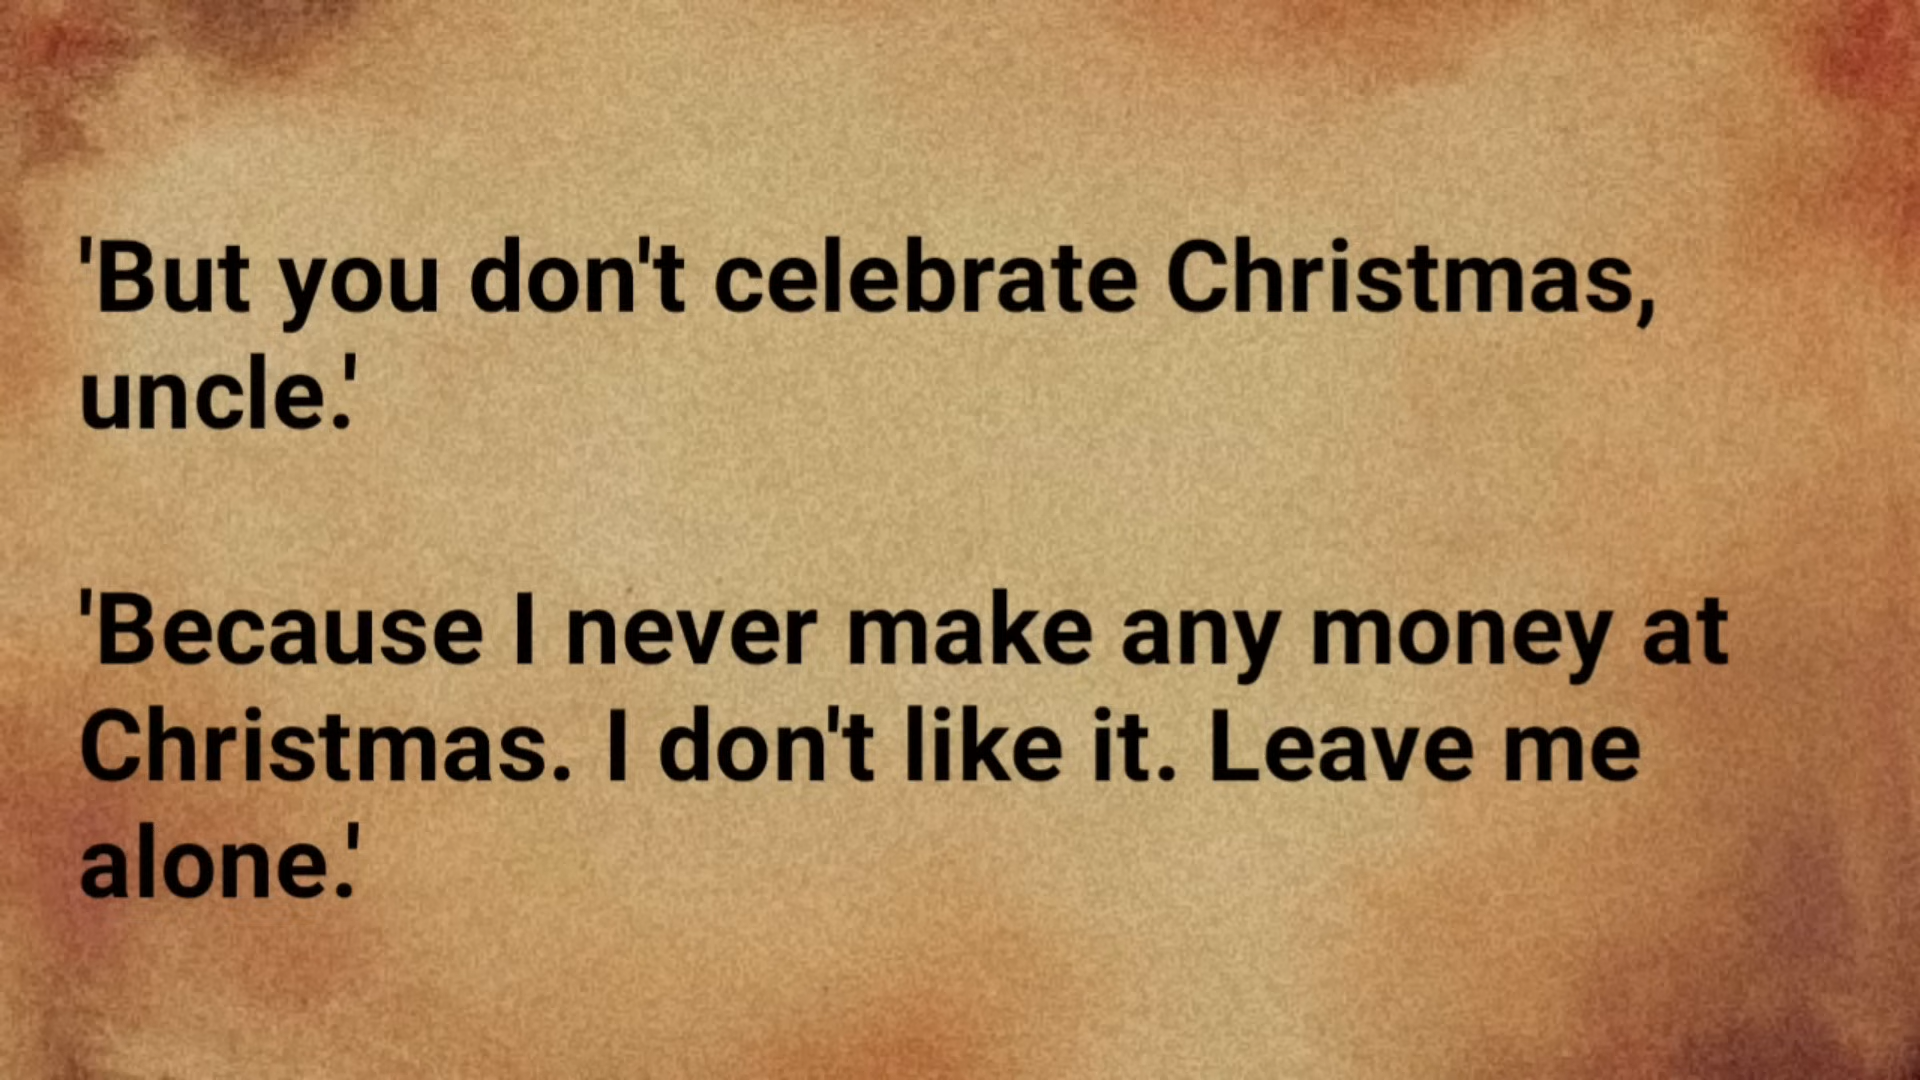 'But you don't celebrate Christmas,
uncle.'
'Because I never make any money at
Christmas. I don't like it. Leave me
alone.'